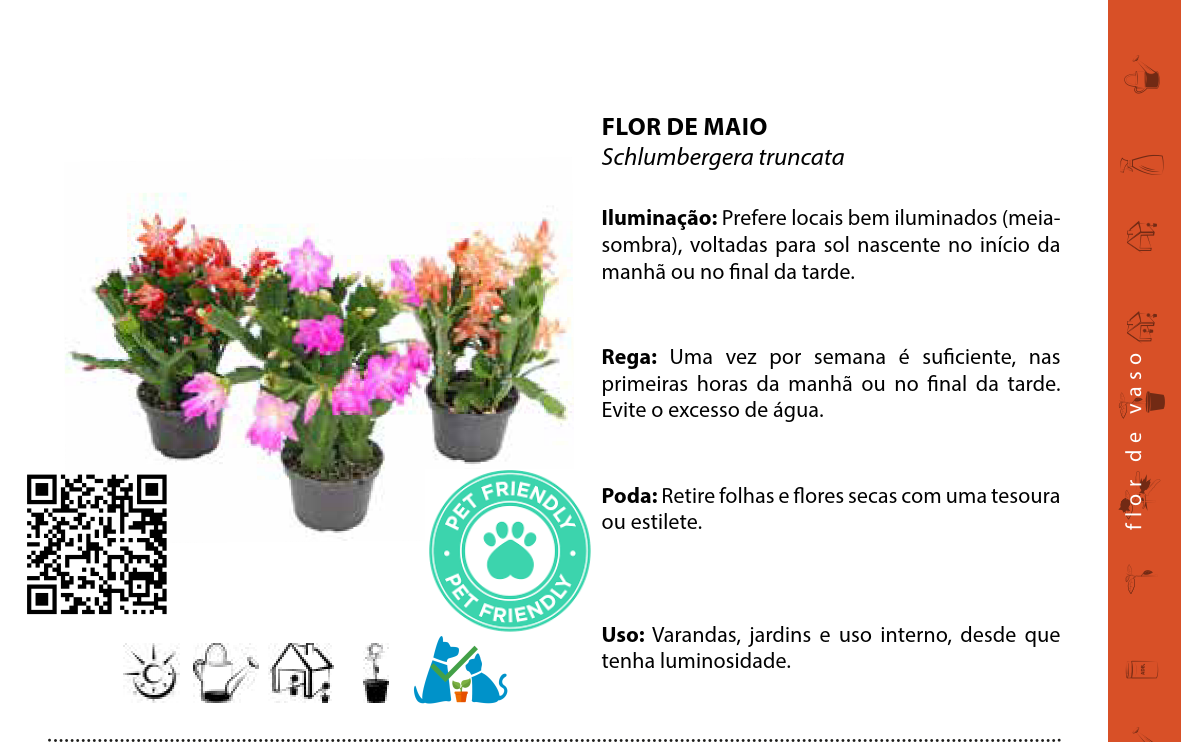 FLOR DE MAIO
Schlumbergera truncata
Iluminação: Prefere locais bem iluminados (meia-
sombra), voltadas para sol nascente no início da
manhã ou no final da tarde.
Rega: Uma vez por semana é suficiente, nas
primeiras horas da manhã ou no final da tarde.
Evite o excesso de água.
Poda: Retire folhas e flores secas com uma tesoura
ou estilete.
Uso: Varandas, jardins e uso interno, desde que
tenha luminosidade.
PET FRIENDLY
PET FRIENDLY
flor de vaso